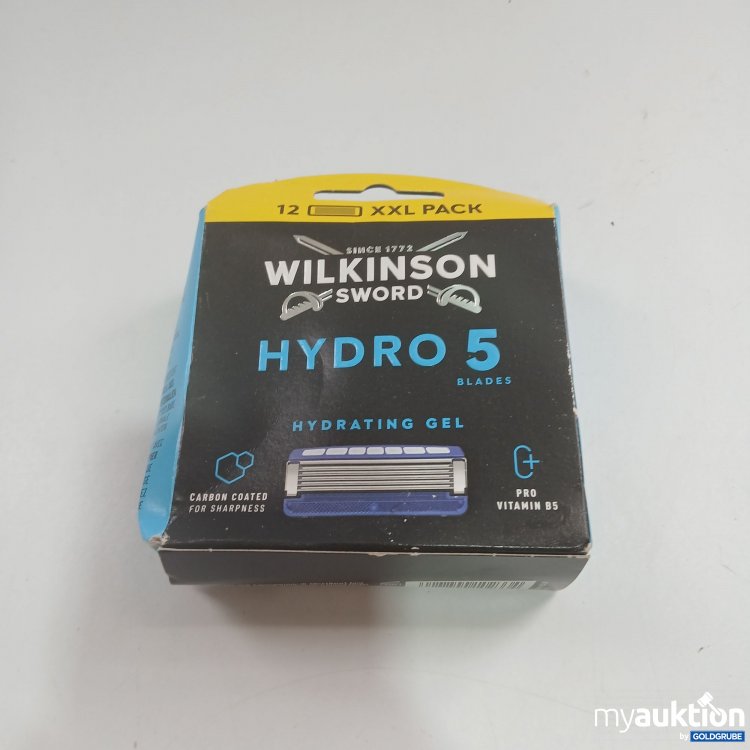 12 XXL PACK
SINCE 1772
WILKINSON
SWORD
HYDRO 5
BLADES
HYDRATING GEL
CARBON COATED
FOR SHARPNESS
PRO
VITAMIN B5
myauktion
by GOLDGRUBE